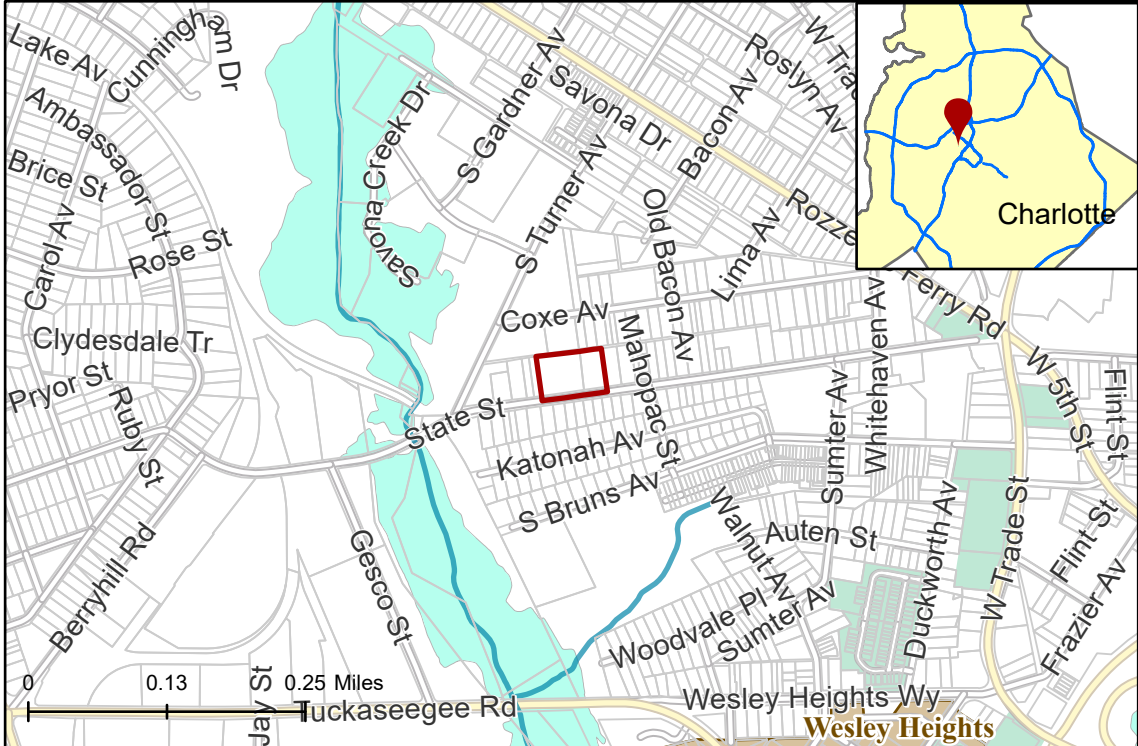 Lake Av
Cunningham Dr
Ambassador St
Brice St
Carol Av
Rose St
Clydesdale Tr
Pryor St
Ruby St
Berryhill Rd
Savona Creek Dr
Savona
S Gardner Av
Savona Dr
S Turner Av
Bacon Av
Roslyn Av
W Tra
Old Bacon Av
Lima Av
Rozze
Ferry Rd
Charlotte
Coxe Av
Mahopac St
Whitehaven Av
Sumter Av
W 5th St
Flint St
State St
Katonah Av
S Bruns Av
Walnut Av
Auten St
Duckworth Av
W Trade St
Flint St
Frazier Av
Gesco St
Woodvale Pl
Sumter Av
0 0.13 0.25 Miles
Jay St
Tuckaseegee Rd
Wesley Heights Wy
Wesley Heights